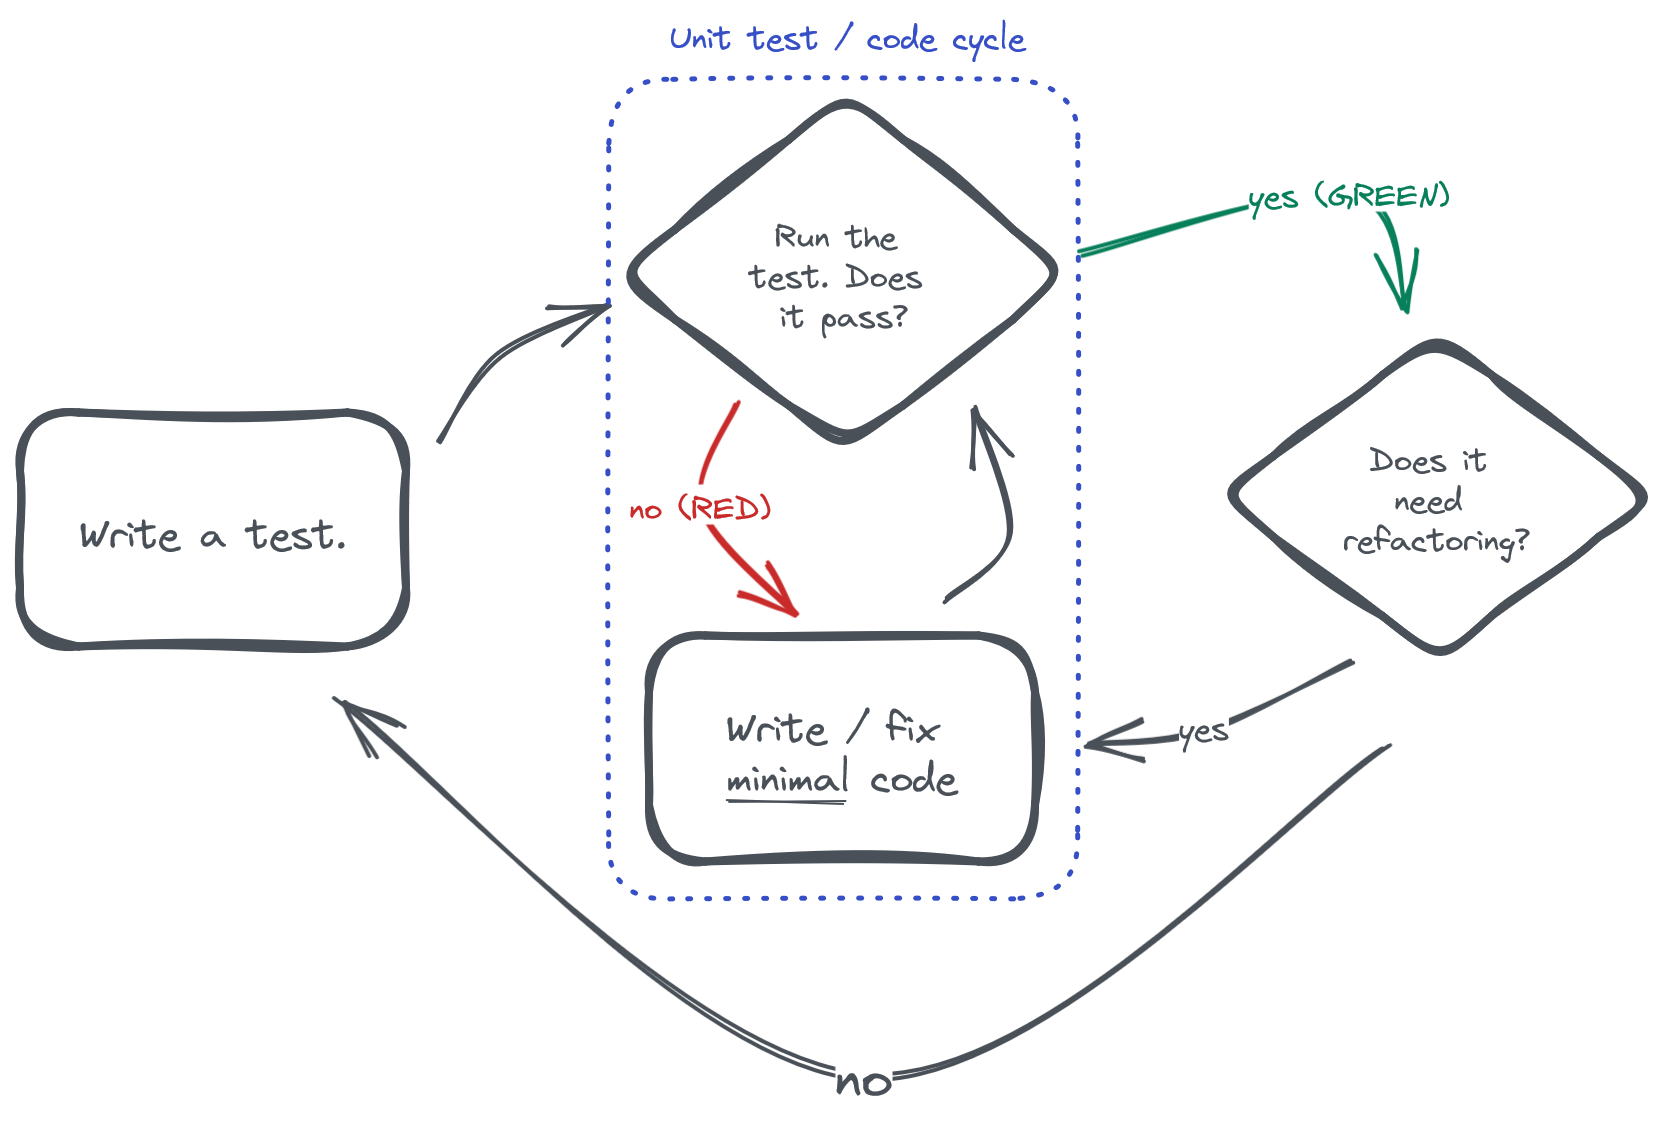 Unit test / code cycle
Run the
test. Does
it pass?
yes (GREEN)
Write a test.
no (RED)
Does it
need
refactoring?
Write / fix
minimal code
yes
no